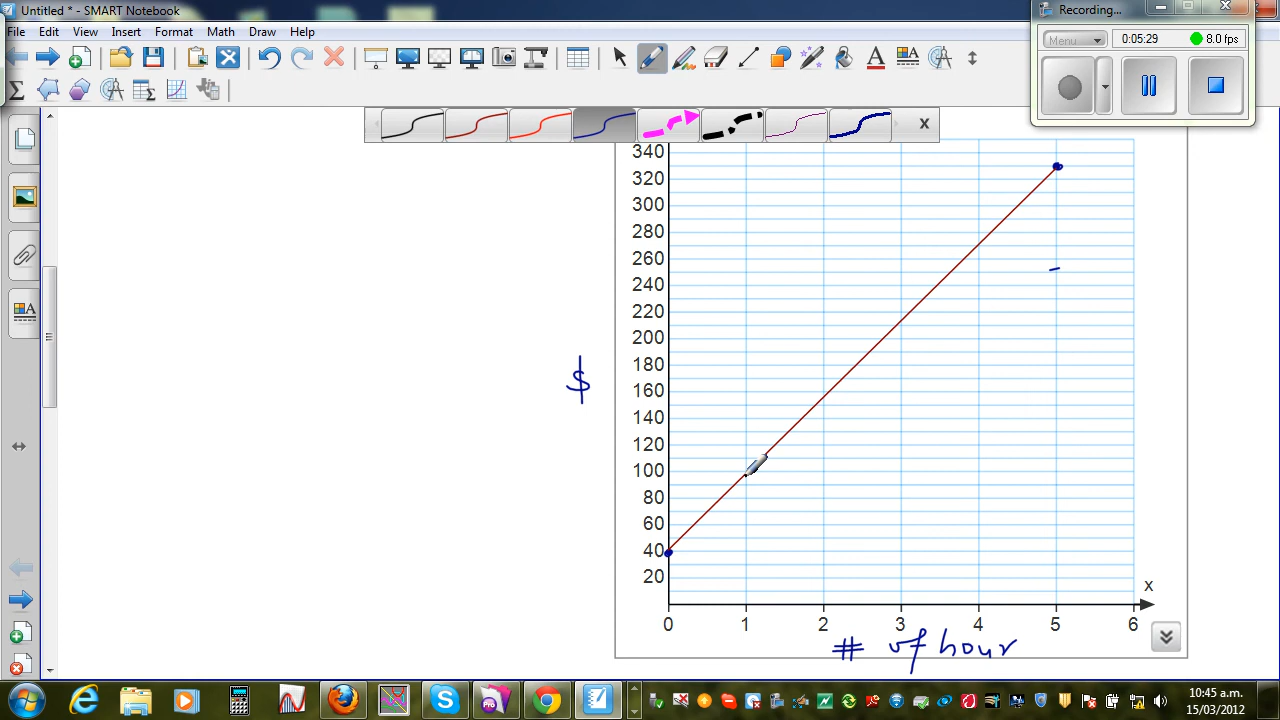 Untitled * - SMART Notebook
Recording...
File Edit View Insert Format Math Draw Help
Menu 0:05:29 8.0 fps
x
340
320
300
280
260
240
220
200
180
$
160
140
120
100
80
60
40
20
x
0 1 2 3 4 5 6
# of hour
10:45 a.m.
15/03/2012